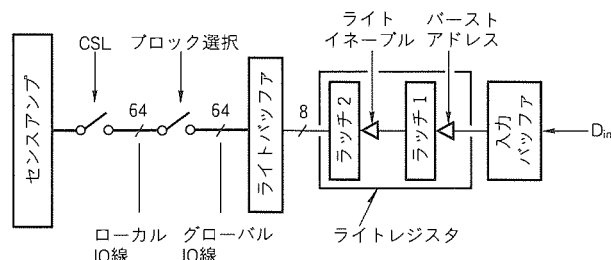 CSL
ブロック選択
ライト
イネーブル
バースト
アドレス
センスアンプ
64
64
ライトバッファ
8
ラッチ2
ラッチ1
入力
バッファ
Din
ローカル
IO線
グローバル
IO線
ライトレジスタ